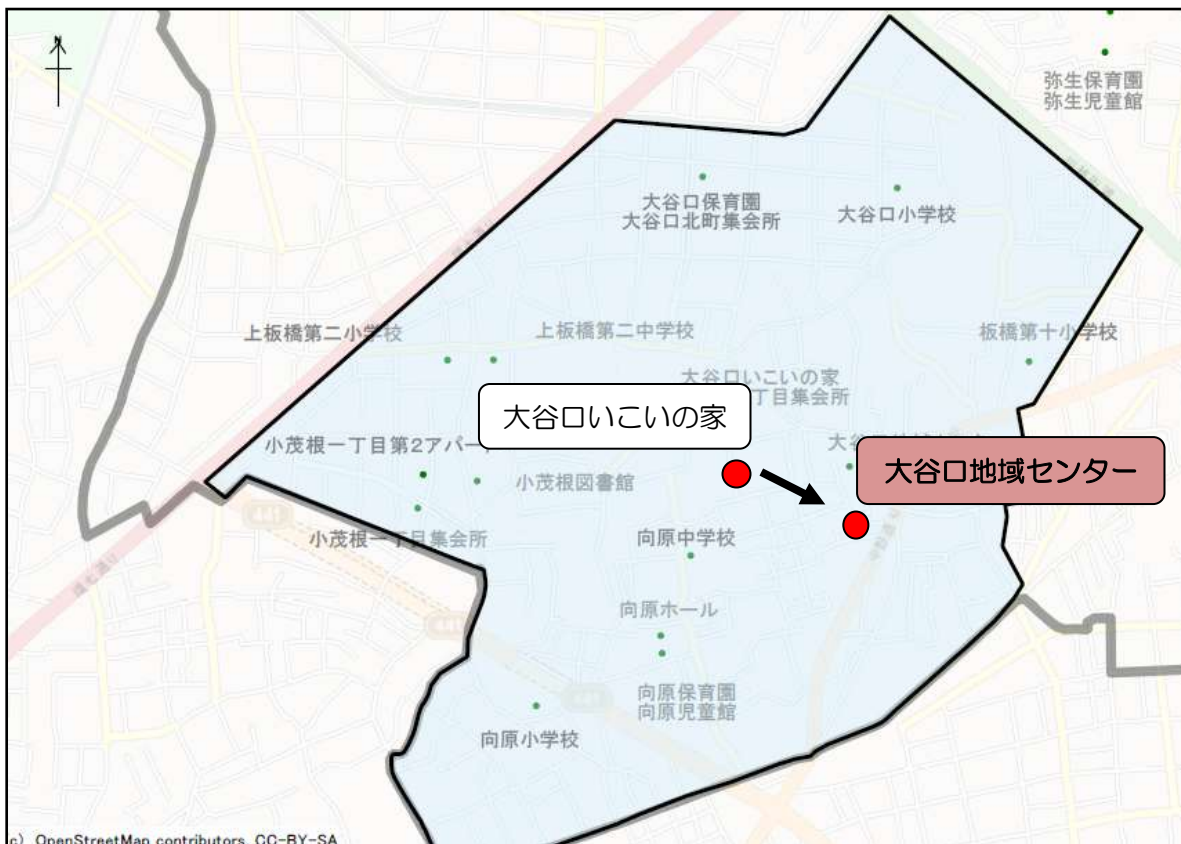 N
弥生保育園
弥生児童館
大谷口保育園
大谷口北町集会所
大谷口小学校
上板橋第二小学校
上板橋第二中学校
板橋第十小学校
大谷口いこいの家
丁目集会所
大谷口いこいの家
小茂根一丁目第2アパー
大谷口地域センター
小茂根図書館
小茂根一丁目集会所
向原中学校
向原ホール
向原保育園
向原児童館
向原小学校
441
441
441
c) OpenStreetMap contributors, CC-BY-SA